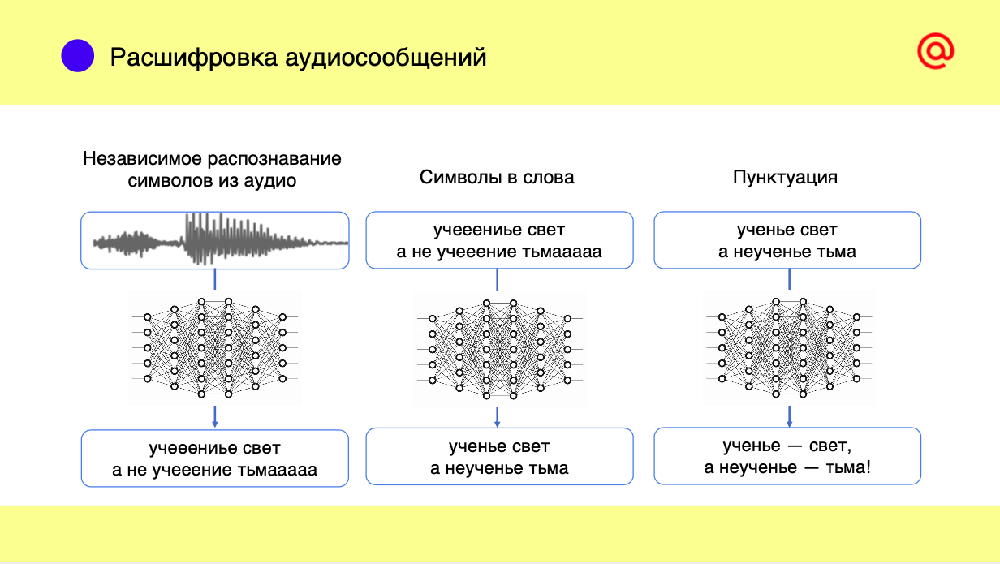 Расшифровка аудиосообщений
@
Независимое распознавание
символов из аудио
учеееniье свет
а не учееение тьмааааа
Символы в слова
учееениье свет
а не учееение тьмааааа
ученье свет
а неученье тьма
Пунктуация
ученье свет
а неученье тьма
ученье — свет,
а неученье — тьма!